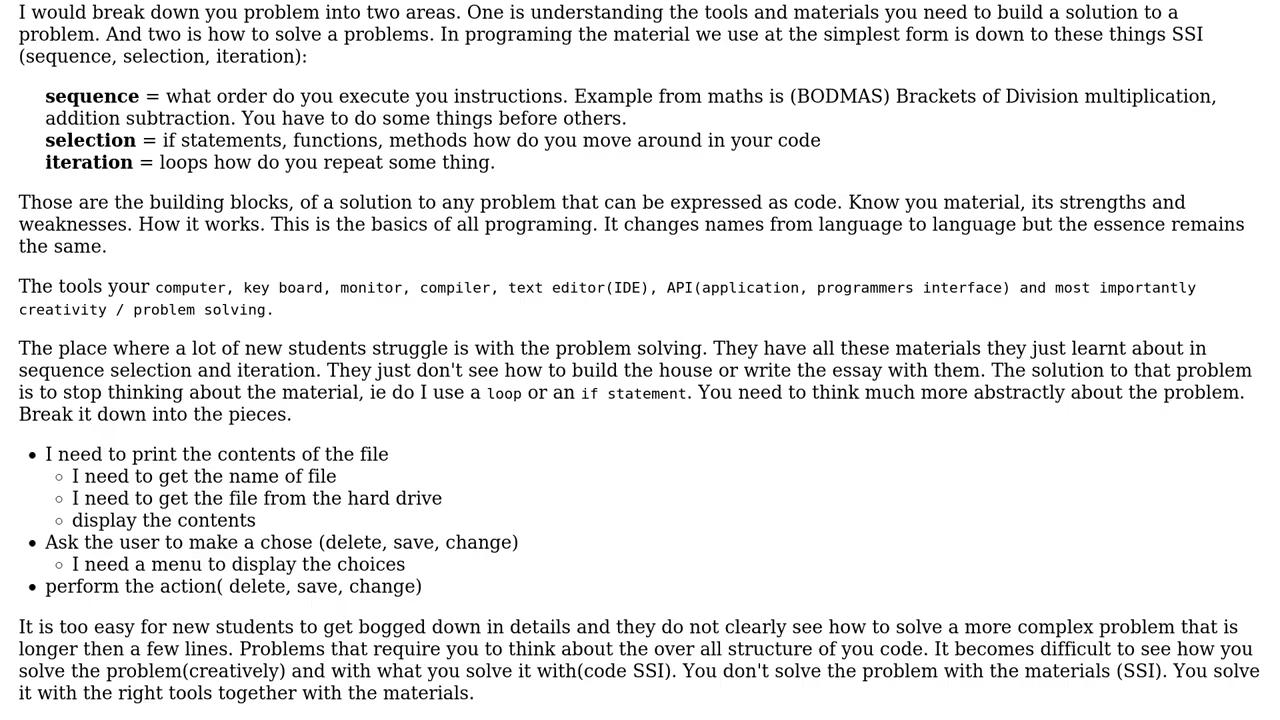 I would break down you problem into two areas. One is understanding the tools and materials you need to build a solution to a
problem. And two is how to solve a problems. In programing the material we use at the simplest form is down to these things SSI
(sequence, selection, iteration):
sequence = what order do you execute you instructions. Example from maths is (BODMAS) Brackets of Division multiplication,
addition subtraction. You have to do some things before others.
selection = if statements, functions, methods how do you move around in your code
iteration = loops how do you repeat some thing.
Those are the building blocks, of a solution to any problem that can be expressed as code. Know you material, its strengths and
weaknesses. How it works. This is the basics of all programing. It changes names from language to language but the essence remains
the same.
The tools your computer, key board, monitor, compiler, text editor(IDE), API(application, programmers interface) and most importantly
creativity / problem solving.
The place where a lot of new students struggle is with the problem solving. They have all these materials they just learnt about in
sequence selection and iteration. They just don't see how to build the house or write the essay with them. The solution to that problem
is to stop thinking about the material, ie do I use a loop or an if statement. You need to think much more abstractly about the problem.
Break it down into the pieces.
• I need to print the contents of the file
◦ I need to get the name of file
◦ I need to get the file from the hard drive
◦ display the contents
• Ask the user to make a chose (delete, save, change)
◦ I need a menu to display the choices
• perform the action( delete, save, change)
It is too easy for new students to get bogged down in details and they do not clearly see how to solve a more complex problem that is
longer then a few lines. Problems that require you to think about the over all structure of you code. It becomes difficult to see how you
solve the problem(creatively) and with what you solve it with(code SSI). You don't solve the problem with the materials (SSI). You solve
it with the right tools together with the materials.